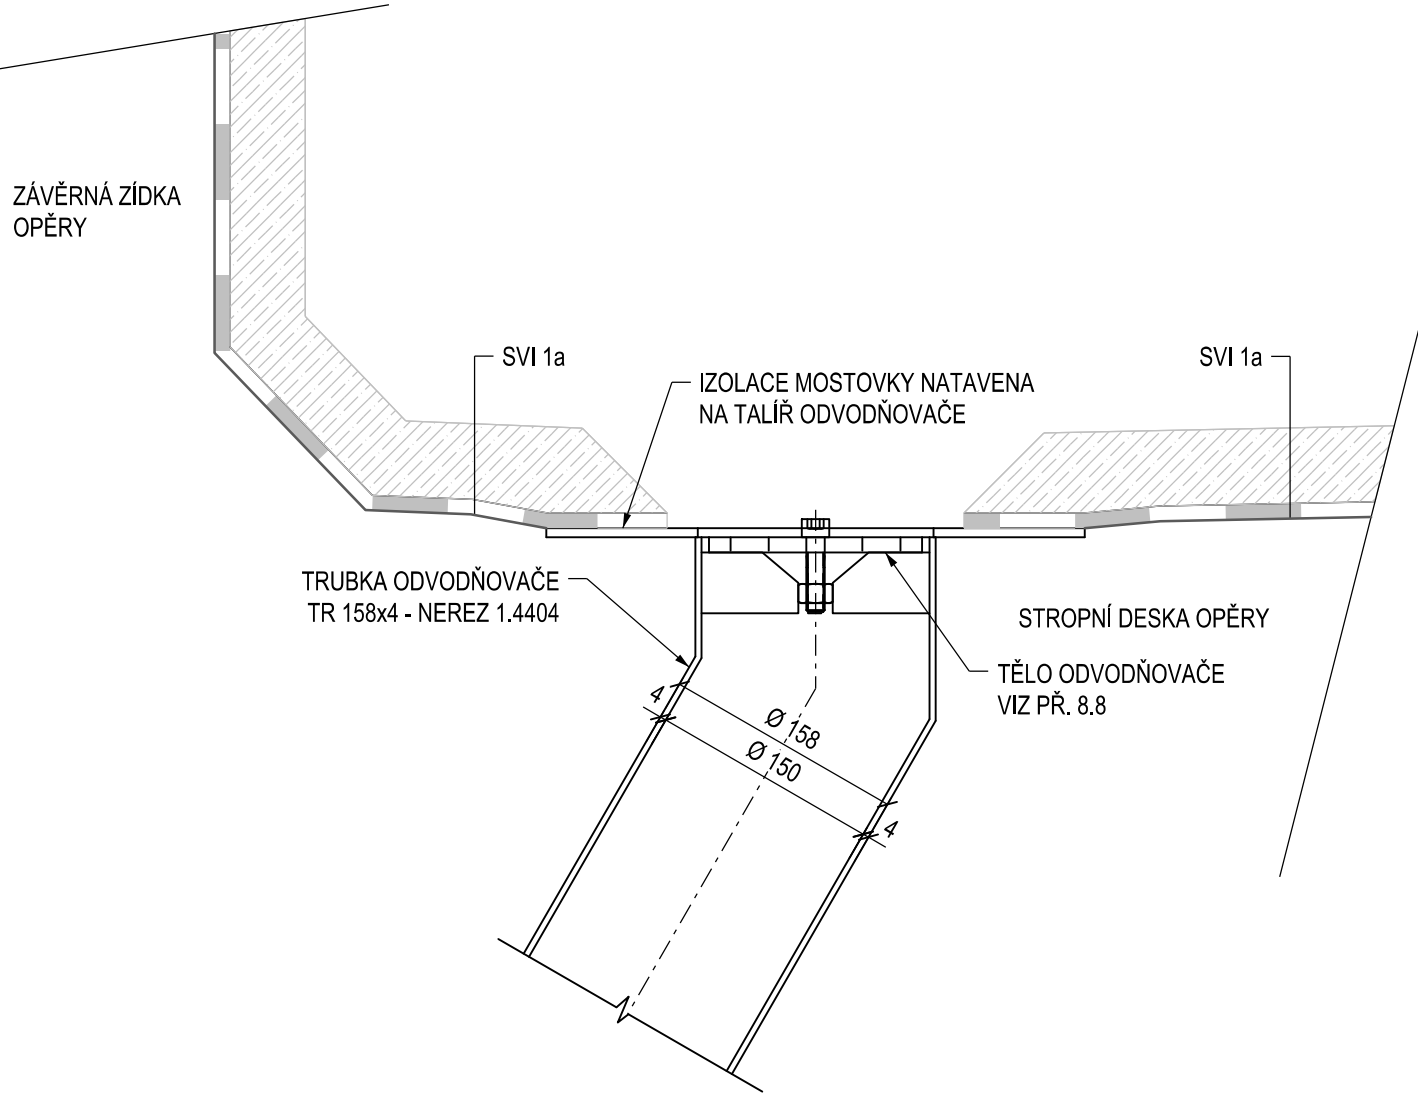 ZÁVĚRNÁ ZÍDKA
OPĚRY
SVI 1a
IZOLACE MOSTOVKY NATAVENA
NA TALÍŘ ODVODŇOVAČE
SVI 1a
TRUBKA ODVODŇOVAČE
TR 158x4 - NEREZ 1.4404
STROPNÍ DESKA OPĚRY
TĚLO ODVODŇOVAČE
VIZ PŘ. 8.8
4
Ø 158
Ø 150
4